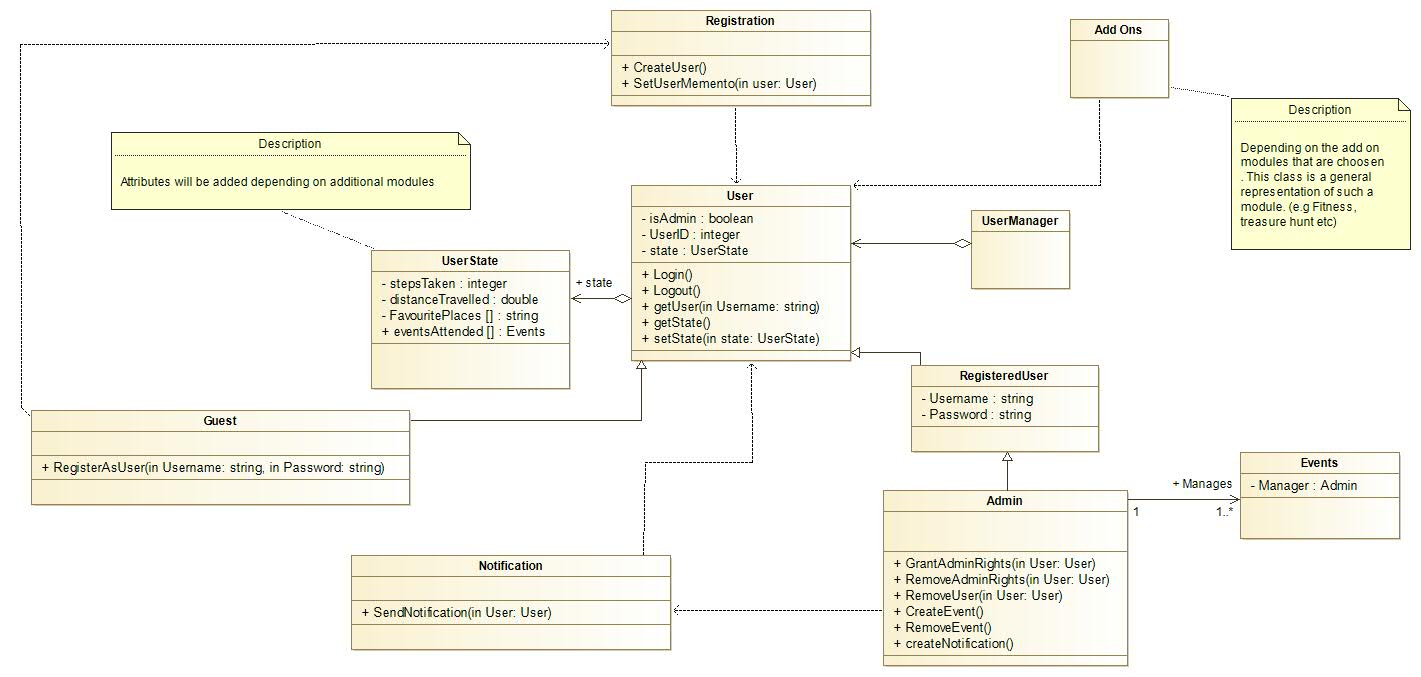 Registration
+ CreateUser()
+ SetUserMemento(in user: User)
Add Ons
Description
Depending on the add on
modules that are choosen
. This class is a general
representation of such a
module. (e.g Fitness,
treasure hunt etc)
Description
Attributes will be added depending on additional modules
User
- isAdmin : boolean
- UserID : integer
- state : UserState
+ Login()
+ Logout()
+ getUser(in Username: string)
+ getState()
+ setState(in state: UserState)
UserManager
UserState
- stepsTaken : integer
- distanceTravelled : double
- FavouritePlaces [] : string
+ eventsAttended [] : Events
+ state
RegisteredUser
- Username : string
- Password : string
Guest
+ RegisterAsUser(in Username: string, in Password: string)
Events
- Manager : Admin
+ Manages
1
1..*
Admin
+ GrantAdminRights(in User: User)
+ RemoveAdminRights(in User: User)
+ RemoveUser(in User: User)
+ CreateEvent()
+ RemoveEvent()
+ createNotification()
Notification
+ SendNotification(in User: User)